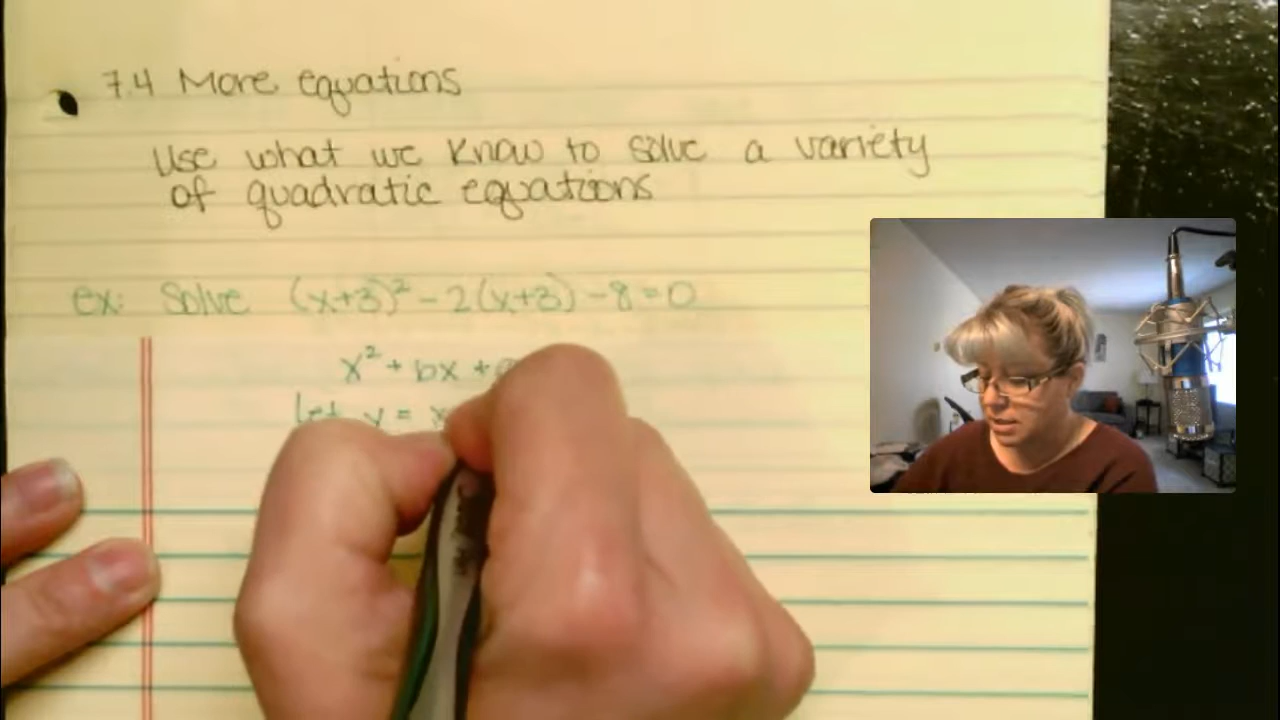 7.4 More equations
Use what we know to solve a variety
of quadratic equations
ex: Solve (x+3)² - 2(x+3) - 8 = 0
x² + bx +
let y = x